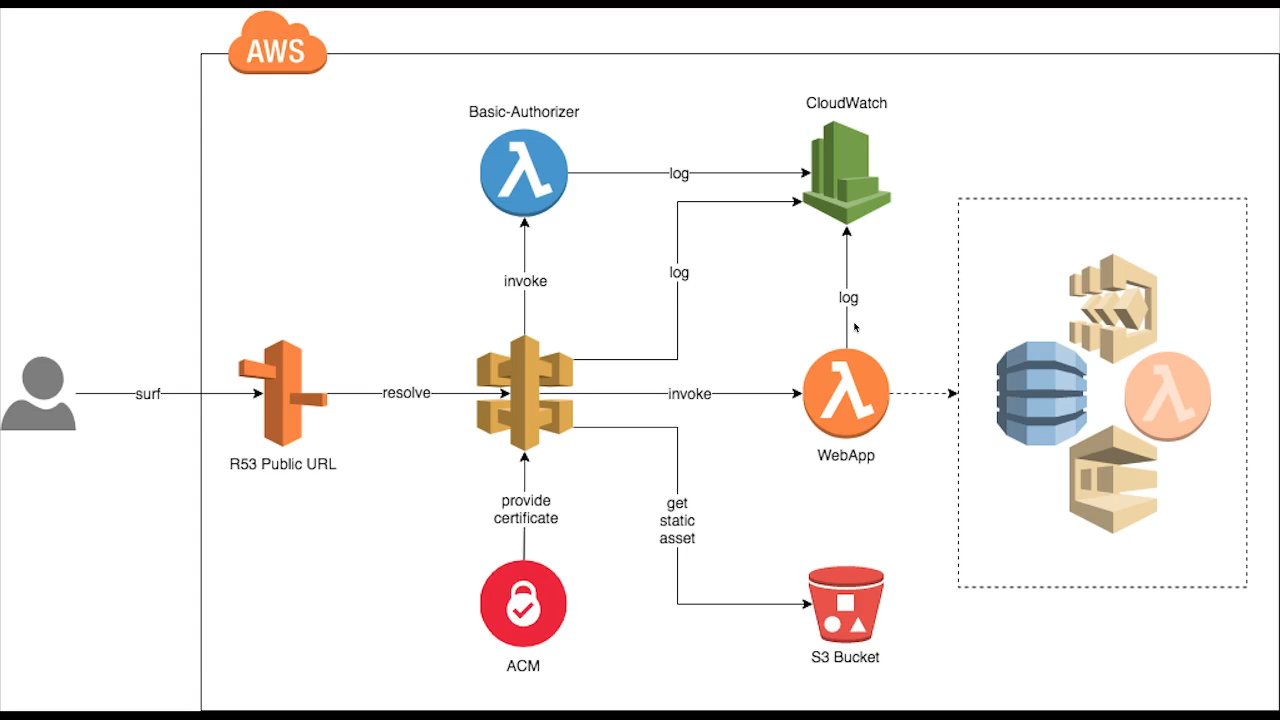 AWS
Basic-Authorizer
CloudWatch
log
invoke
log
log
surf
resolve
invoke
R53 Public URL
WebApp
provide
certificate
get
static
asset
ACM
S3 Bucket